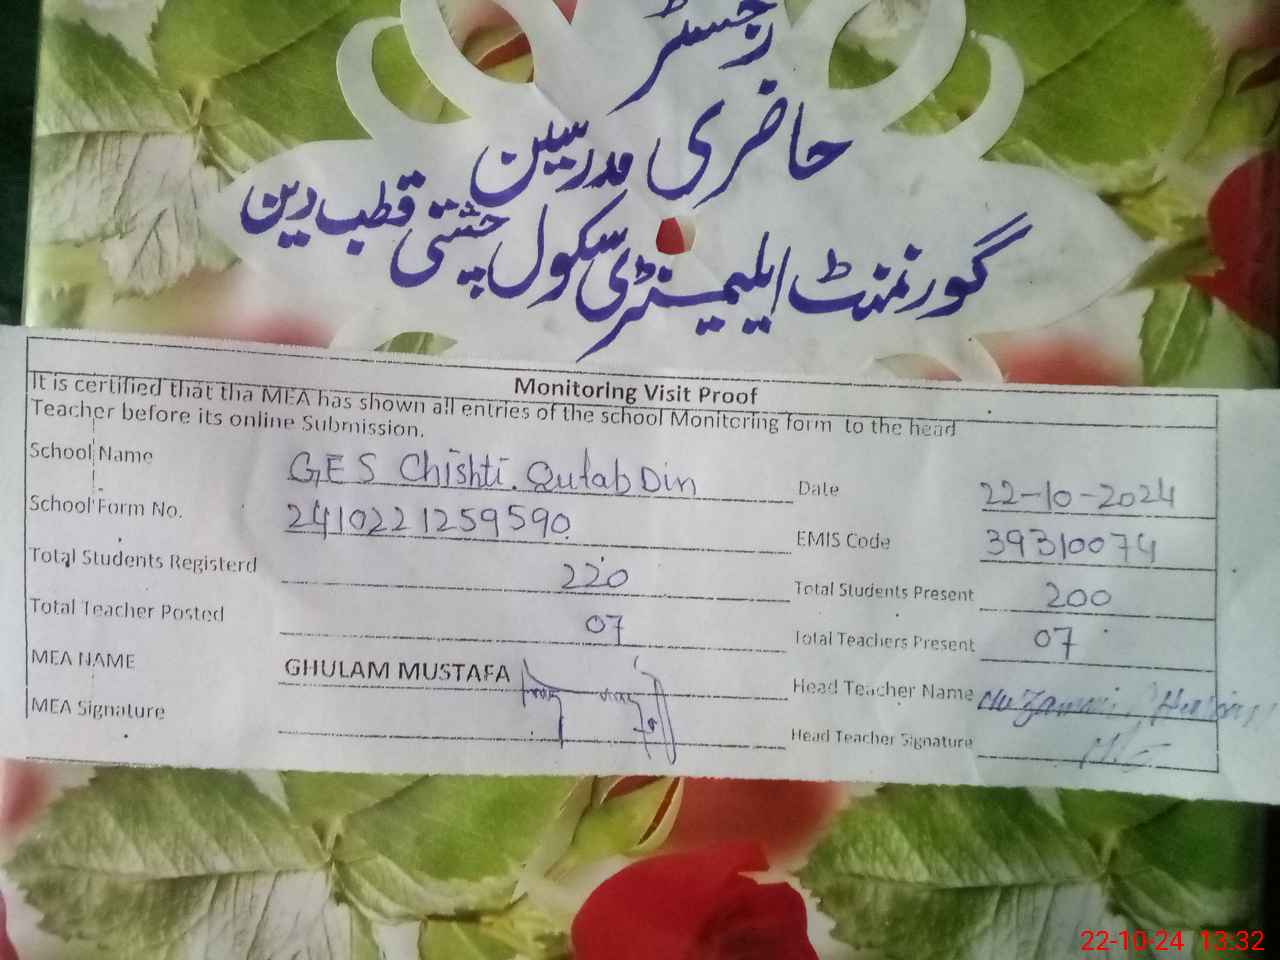 رجسٹر
حاضری مدرسین
گورنمنٹ ایلیمنٹری سکول چشتی قطب دین
Monitoring Visit Proof
It is certified that tha MEA has shown all entries of the school Monitoring form to the head
Teacher before its online Submission.
School Name GES Chishti Qutab Din Date 22-10-2024
School Form No. 2410221259590 EMIS Code 39310074
Total Students Registerd 220 Total Students Present 200
Total Teacher Posted 07 Total Teachers Present 07
MEA NAME GHULAM MUSTAFA Head Teacher Name
MEA Signature Head Teacher Signature
22-10-24 13:32